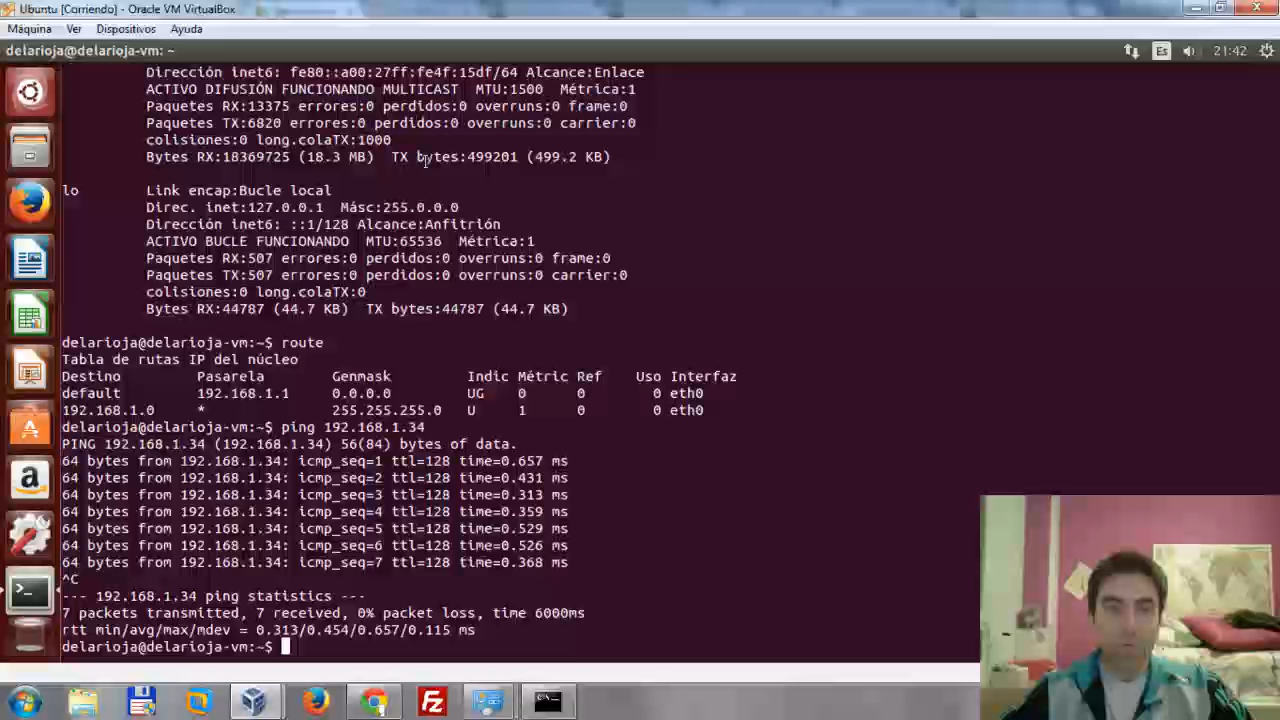 Ubuntu [Corriendo] - Oracle VM VirtualBox
Máquina Ver Dispositivos Ayuda
delarioja@delarioja-vm: ~
Es
21:42
Dirección inet6: fe80::a00:27ff:fe4f:15df/64 Alcance:Enlace
ACTIVO DIFUSIÓN FUNCIONANDO MULTICAST MTU:1500 Métrica:1
Paquetes RX:13375 errores:0 perdidos:0 overruns:0 frame:0
Paquetes TX:6820 errores:0 perdidos:0 overruns:0 carrier:0
colisiones:0 long.colaTX:1000
Bytes RX:18369725 (18.3 MB) TX bytes:499201 (499.2 KB)
lo Link encap:Bucle local
Direc. inet:127.0.0.1 Másc:255.0.0.0
Dirección inet6: ::1/128 Alcance:Anfitrión
ACTIVO BUCLE FUNCIONANDO MTU:65536 Métrica:1
Paquetes RX:507 errores:0 perdidos:0 overruns:0 frame:0
Paquetes TX:507 errores:0 perdidos:0 overruns:0 carrier:0
colisiones:0 long.colaTX:0
Bytes RX:44787 (44.7 KB) TX bytes:44787 (44.7 KB)
delarioja@delarioja-vm:~$ route
Tabla de rutas IP del núcleo
Destino Pasarela Genmask Indic Métric Ref Uso Interfaz
default 192.168.1.1 0.0.0.0 UG 0 0 0 eth0
192.168.1.0 * 255.255.255.0 U 1 0 0 eth0
delarioja@delarioja-vm:~$ ping 192.168.1.34
PING 192.168.1.34 (192.168.1.34) 56(84) bytes of data.
64 bytes from 192.168.1.34: icmp_seq=1 ttl=128 time=0.657 ms
64 bytes from 192.168.1.34: icmp_seq=2 ttl=128 time=0.431 ms
64 bytes from 192.168.1.34: icmp_seq=3 ttl=128 time=0.313 ms
64 bytes from 192.168.1.34: icmp_seq=4 ttl=128 time=0.359 ms
64 bytes from 192.168.1.34: icmp_seq=5 ttl=128 time=0.529 ms
64 bytes from 192.168.1.34: icmp_seq=6 ttl=128 time=0.526 ms
64 bytes from 192.168.1.34: icmp_seq=7 ttl=128 time=0.368 ms
^C
--- 192.168.1.34 ping statistics ---
7 packets transmitted, 7 received, 0% packet loss, time 6000ms
rtt min/avg/max/mdev = 0.313/0.454/0.657/0.115 ms
delarioja@delarioja-vm:~$